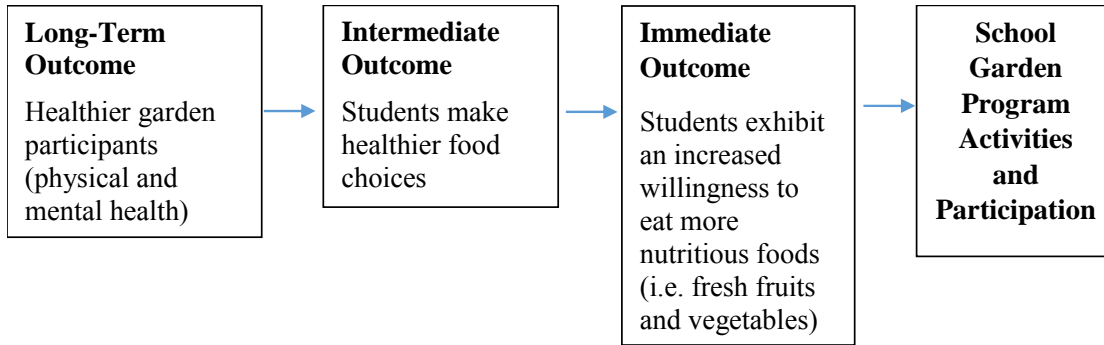 Long-Term
Outcome
Healthier garden
participants
(physical and
mental health)
Intermediate
Outcome
Students make
healthier food
choices
Immediate
Outcome
Students exhibit
an increased
willingness to
eat more
nutritious foods
(i.e. fresh fruits
and vegetables)
School
Garden
Program
Activities
and
Participation